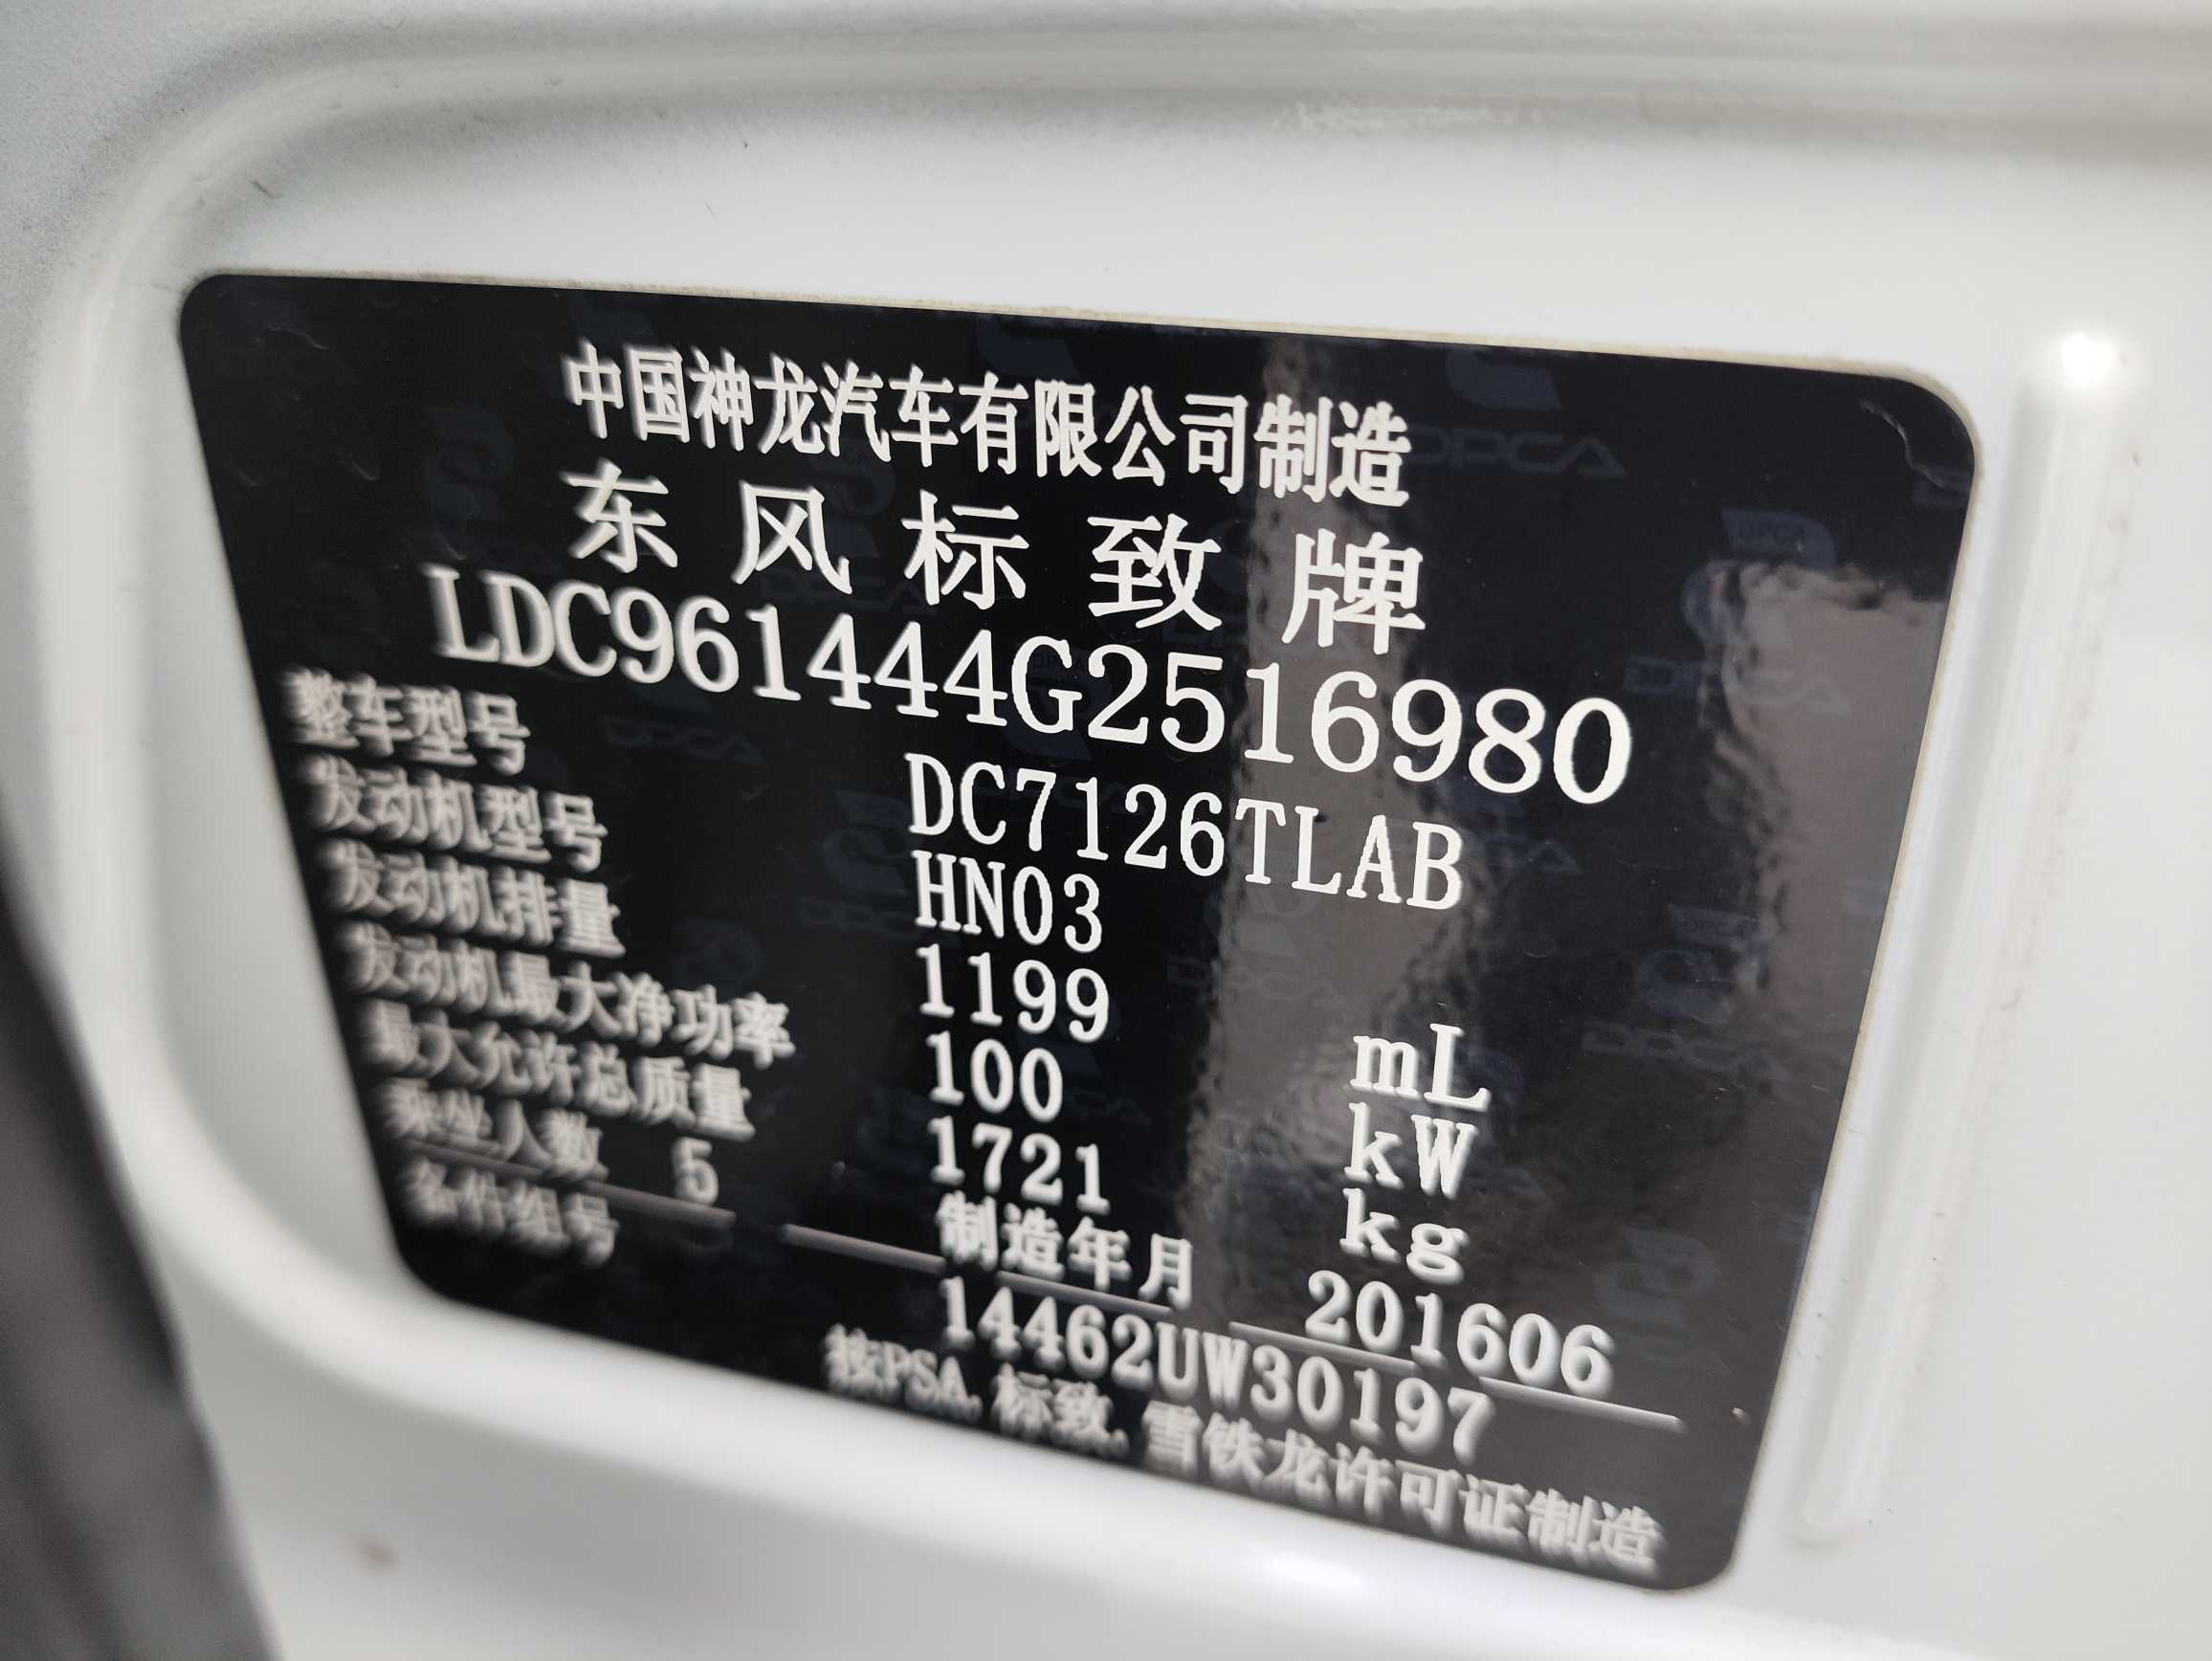 中国神龙汽车有限公司制造
东风标致牌
LDC961444G2516980
整车型号 DC7126TLAB
发动机型号 HN03
发动机排量 1199 mL
发动机最大净功率 100 kW
最大允许总质量 1721 kg
乘坐人数 5 制造年月 201606
备件组号 14462UW30197
按PSA.标致.雪铁龙许可证制造